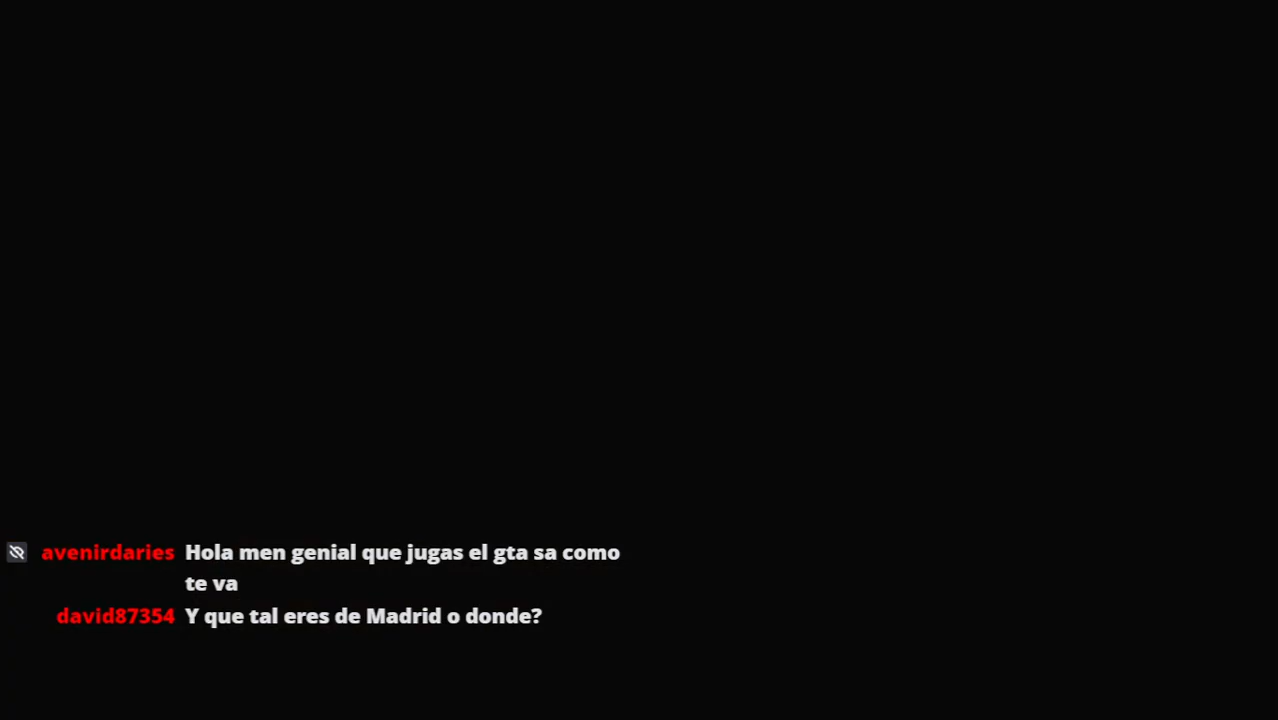 avenirdaries Hola men genial que jugas el gta sa como
te va
david87354 Y que tal eres de Madrid o donde?